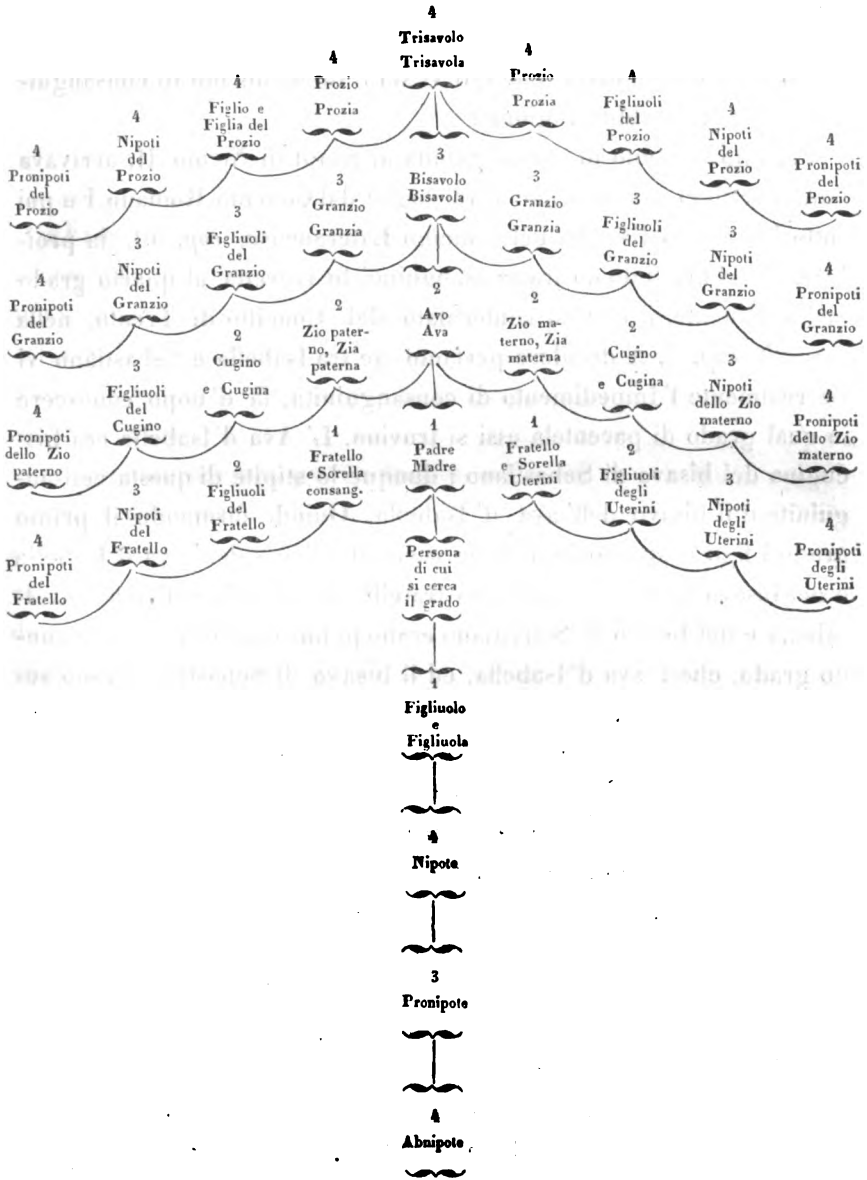 4
Trisavolo
Trisavola
4
Prozio
Prozia
4
Prozio
Prozia
4
Figlio e
Figlia del
Prozio
4
Figliuoli
del
Prozio
4
Nipoti
del
Prozio
4
Nipoti
del
Prozio
4
Pronipoti
del
Prozio
4
Pronipoti
del
Prozio
3
Bisavolo
Bisavola
3
Granzio
Granzia
3
Granzio
Granzia
3
Figliuoli
del
Granzio
3
Figliuoli
del
Granzio
3
Nipoti
del
Granzio
3
Nipoti
del
Granzio
4
Pronipoti
del
Granzio
4
Pronipoti
del
Granzio
2
Avo
Ava
2
Zio pater-
no, Zia
paterna
2
Zio ma-
terno, Zia
materna
2
Cugino
e Cugina
2
Cugino
e Cugina
3
Figliuoli
del
Cugino
3
Nipoti
dello Zio
materno
4
Pronipoti
dello Zio
paterno
4
Pronipoti
dello Zio
materno
1
Padre
Madre
1
Fratello
e Sorella
consang.
1
Fratello
e Sorella
Uterini
2
Figliuoli
del
Fratello
2
Figliuoli
degli
Uterini
3
Nipoti
del
Fratello
3
Nipoti
degli
Uterini
4
Pronipoti
del
Fratello
4
Pronipoti
degli
Uterini
Persona
di cui
si cerca
il grado
1
Figliuolo
e
Figliuola
4
Nipote
3
Pronipote
4
Abnipote